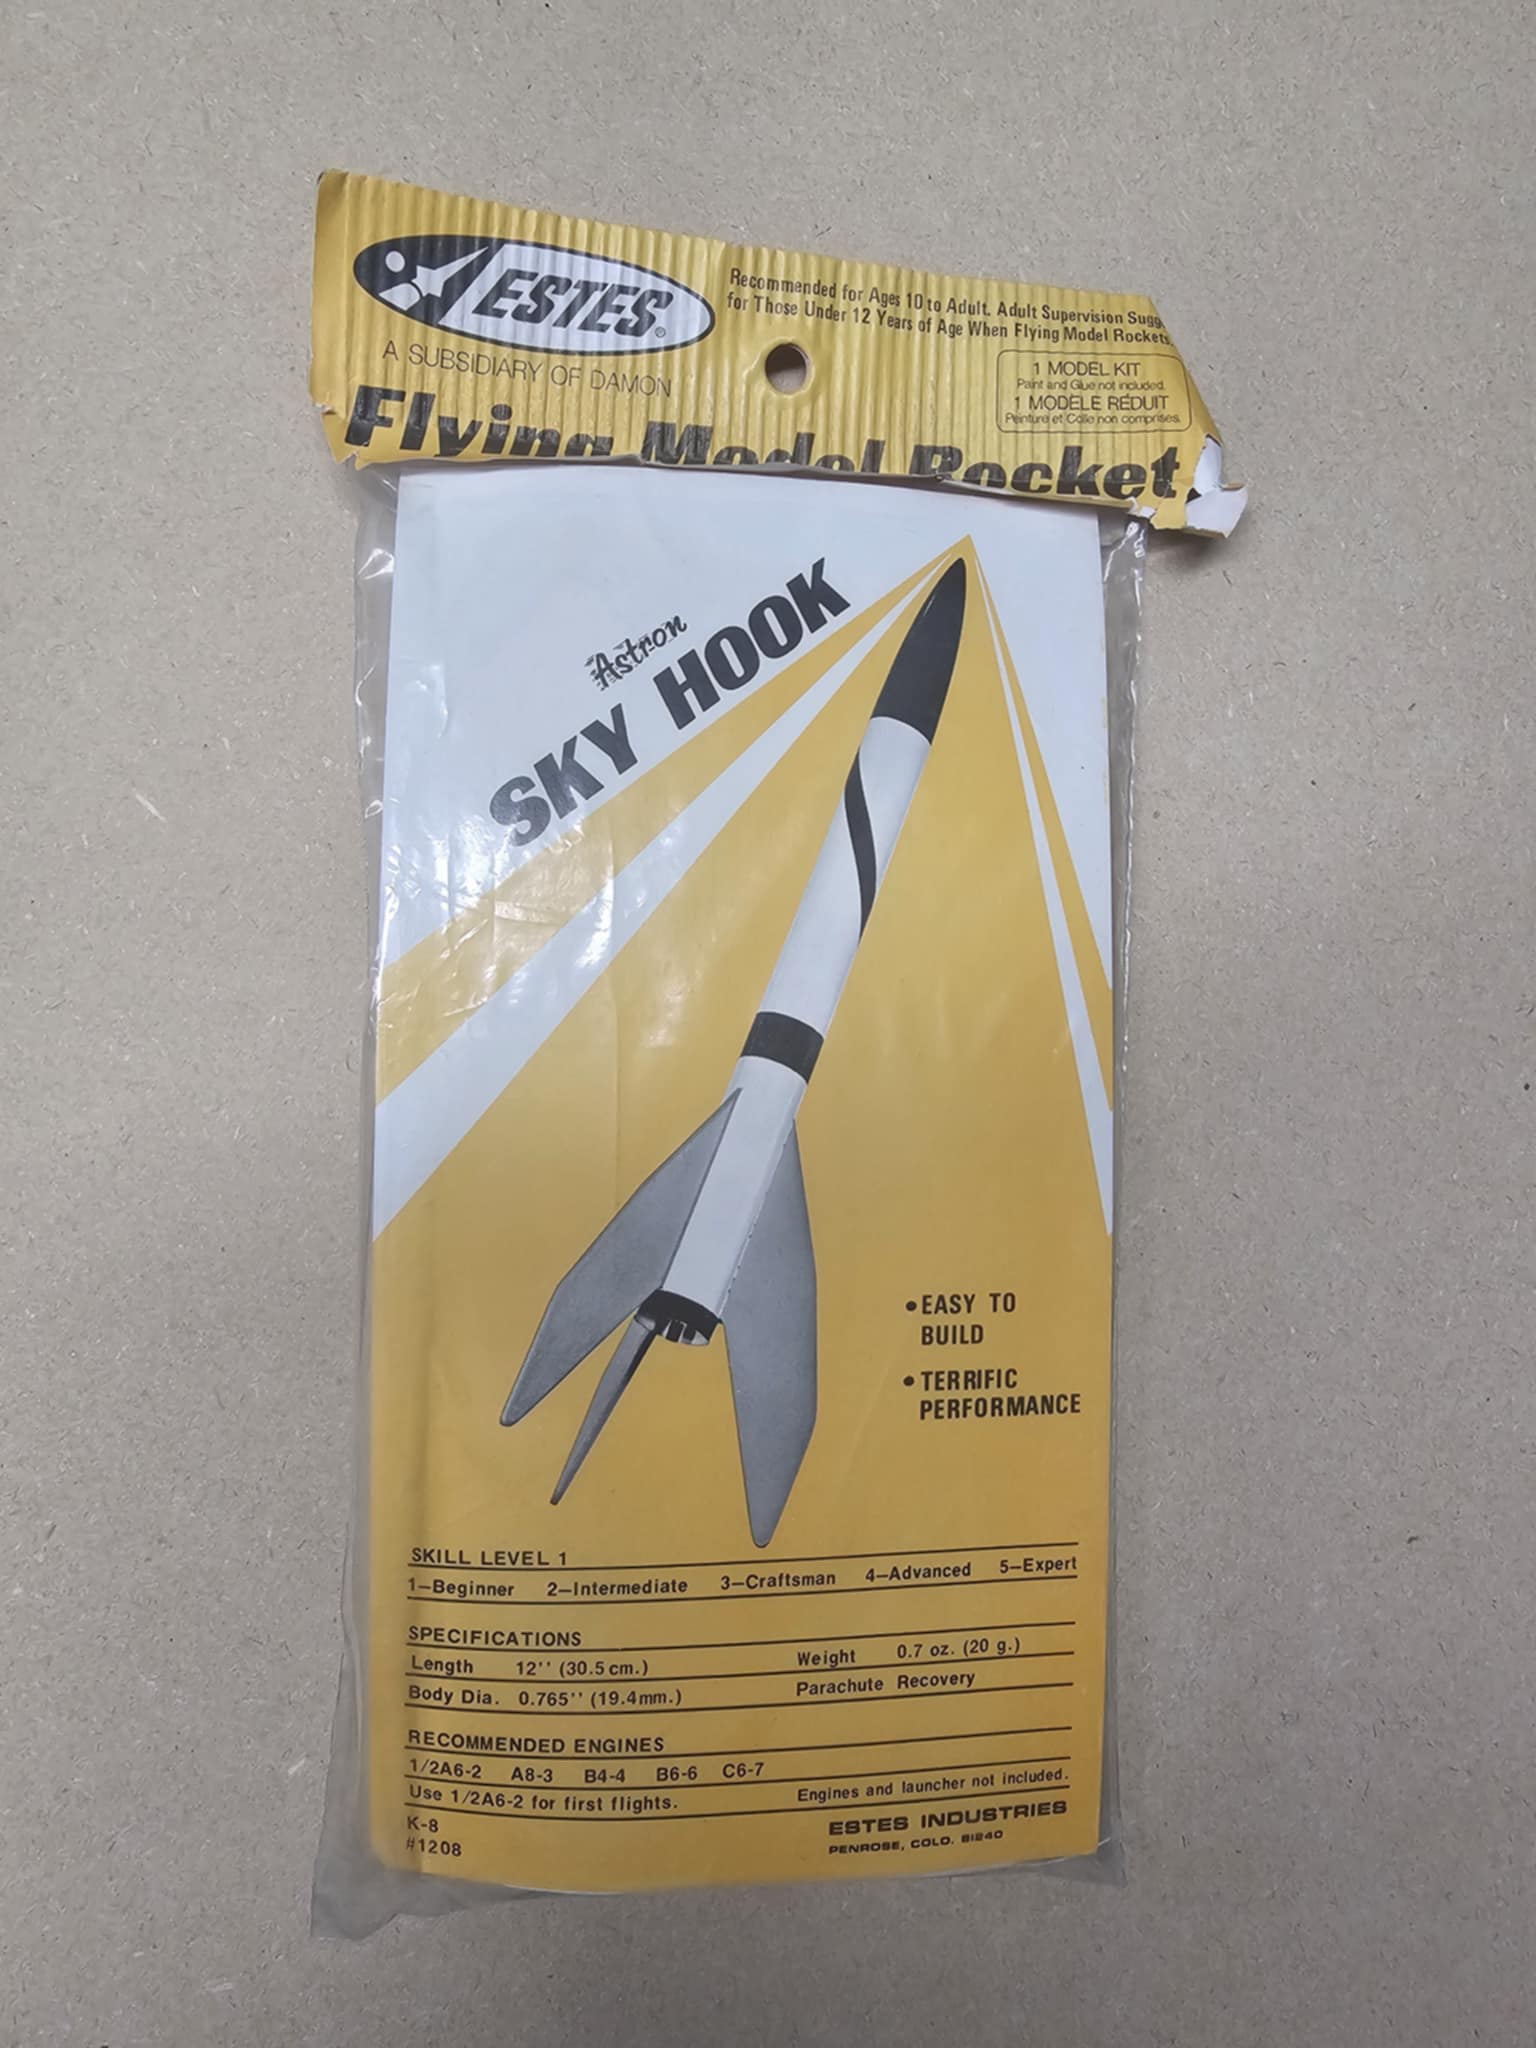 ESTES®
A SUBSIDIARY OF DAMON
Recommended for Ages 10 to Adult. Adult Supervision Sugg
for Those Under 12 Years of Age When Flying Model Rockets.
1 MODEL KIT
Paint and Glue not included.
1 MODÈLE RÉDUIT
Peinture et Colle non comprises.
Flying Model Rocket
Astron
SKY HOOK
•EASY TO
BUILD
•TERRIFIC
PERFORMANCE
SKILL LEVEL 1
1—Beginner 2—Intermediate 3—Craftsman 4—Advanced 5—Expert
SPECIFICATIONS
Length 12'' (30.5 cm.) Weight 0.7 oz. (20 g.)
Body Dia. 0.765'' (19.4mm.) Parachute Recovery
RECOMMENDED ENGINES
1/2A6-2 A8-3 B4-4 B6-6 C6-7
Use 1/2A6-2 for first flights. Engines and launcher not included.
K-8
#1208
ESTES INDUSTRIES
PENROSE, COLO. 81240